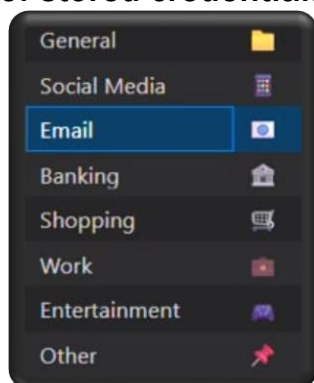 General
Social Media
Email
Banking
Shopping
Work
Entertainment
Other